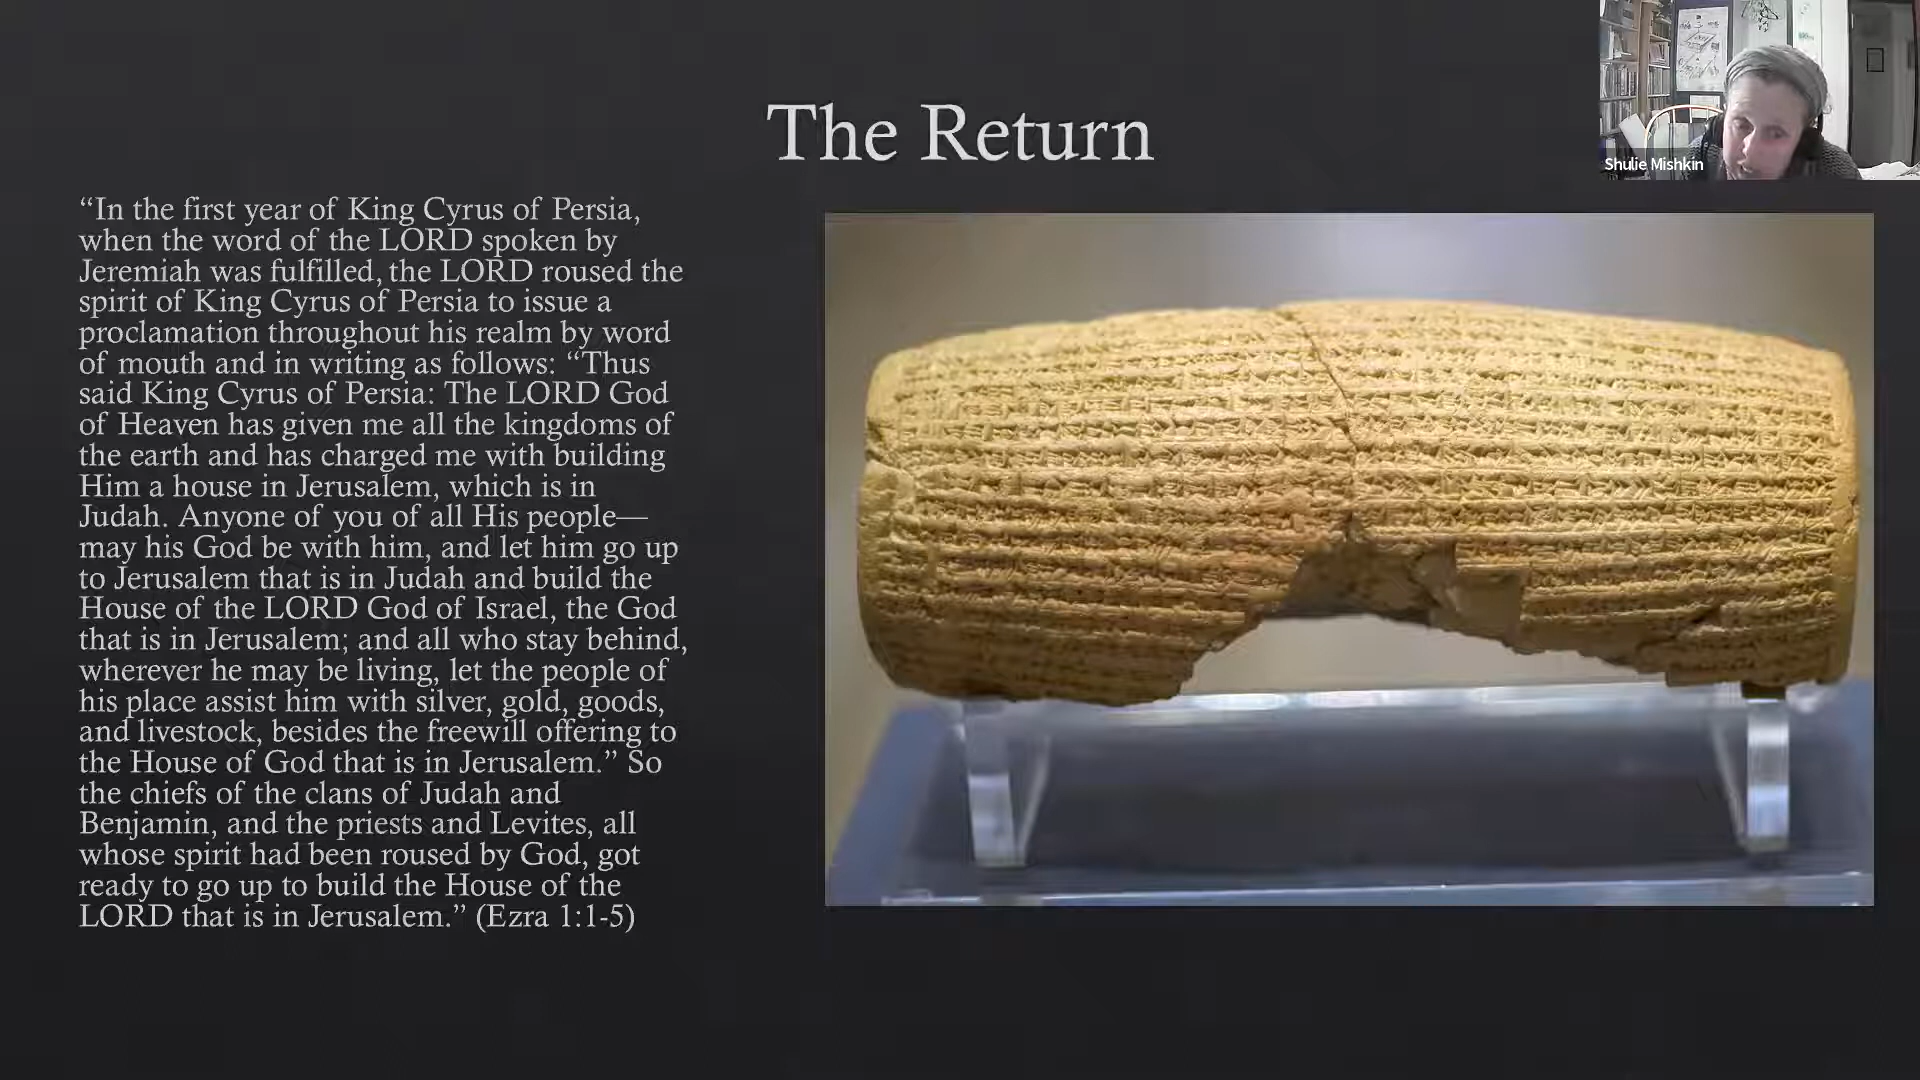 The Return
Shulie Mishkin
“In the first year of King Cyrus of Persia,
when the word of the LORD spoken by
Jeremiah was fulfilled, the LORD roused the
spirit of King Cyrus of Persia to issue a
proclamation throughout his realm by word
of mouth and in writing as follows: “Thus
said King Cyrus of Persia: The LORD God
of Heaven has given me all the kingdoms of
the earth and has charged me with building
Him a house in Jerusalem, which is in
Judah. Anyone of you of all His people—
may his God be with him, and let him go up
to Jerusalem that is in Judah and build the
House of the LORD God of Israel, the God
that is in Jerusalem; and all who stay behind,
wherever he may be living, let the people of
his place assist him with silver, gold, goods,
and livestock, besides the freewill offering to
the House of God that is in Jerusalem.” So
the chiefs of the clans of Judah and
Benjamin, and the priests and Levites, all
whose spirit had been roused by God, got
ready to go up to build the House of the
LORD that is in Jerusalem.” (Ezra 1:1-5)